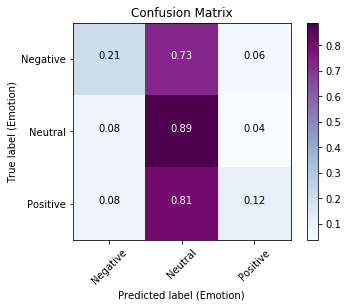 Confusion Matrix
True label (Emotion)
Negative 0.21 0.73 0.06
Neutral 0.08 0.89 0.04
Positive 0.08 0.81 0.12
Negative Neutral Positive
Predicted label (Emotion)
0.8
0.7
0.6
0.5
0.4
0.3
0.2
0.1